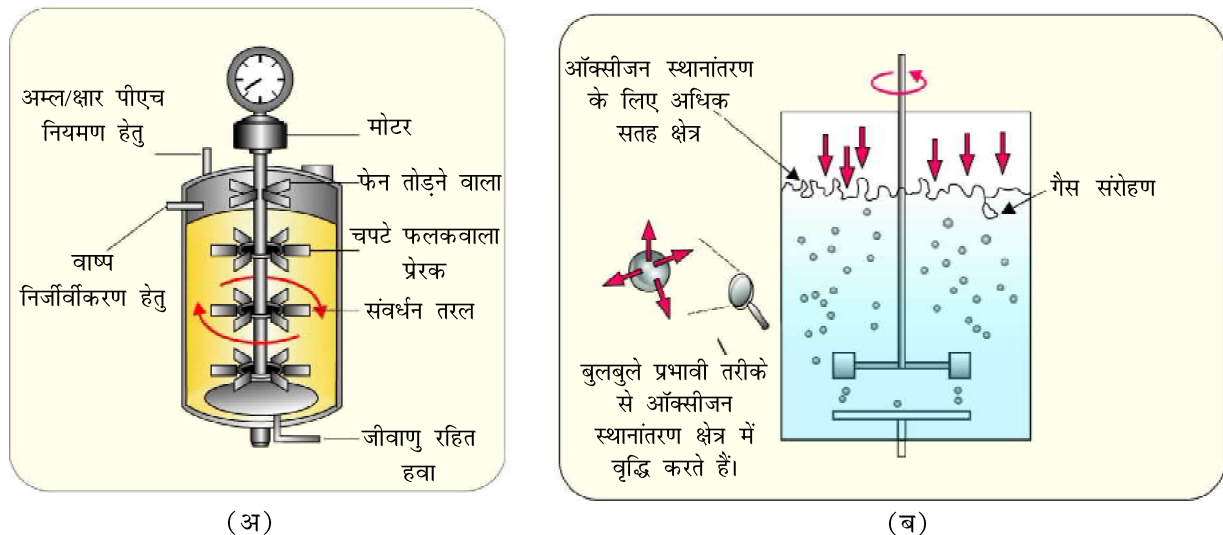 अम्ल/क्षार पीएच
नियमण हेतु
मोटर
फेन तोड़ने वाला
चपटे फलकवाला
प्रेरक
वाष्प
निर्जीर्वीकरण हेतु
संवर्धन तरल
जीवाणु रहित
हवा
(अ)
ऑक्सीजन स्थानांतरण
के लिए अधिक
सतह क्षेत्र
गैस संरोहण
बुलबुले प्रभावी तरीके
से ऑक्सीजन
स्थानांतरण क्षेत्र में
वृद्धि करते हैं।
(ब)